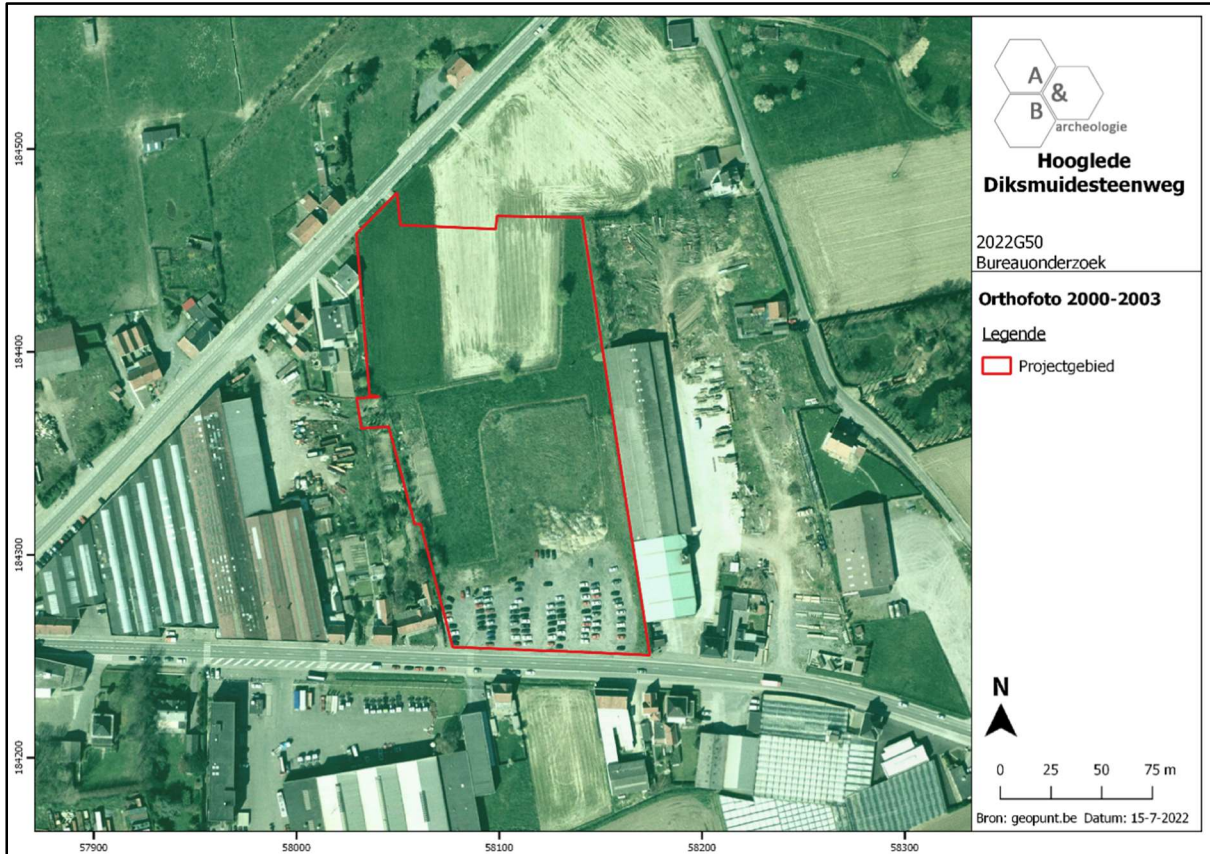 A
&
B
archeologie
Hooglede
Diksmuidesteenweg
2022G50
Bureauonderzoek
Orthofoto 2000-2003
Legende
Projectgebied
N
0 25 50 75 m
Bron: geopunt.be Datum: 15-7-2022
184500
184400
184300
184200
57900 58000 58100 58200 58300